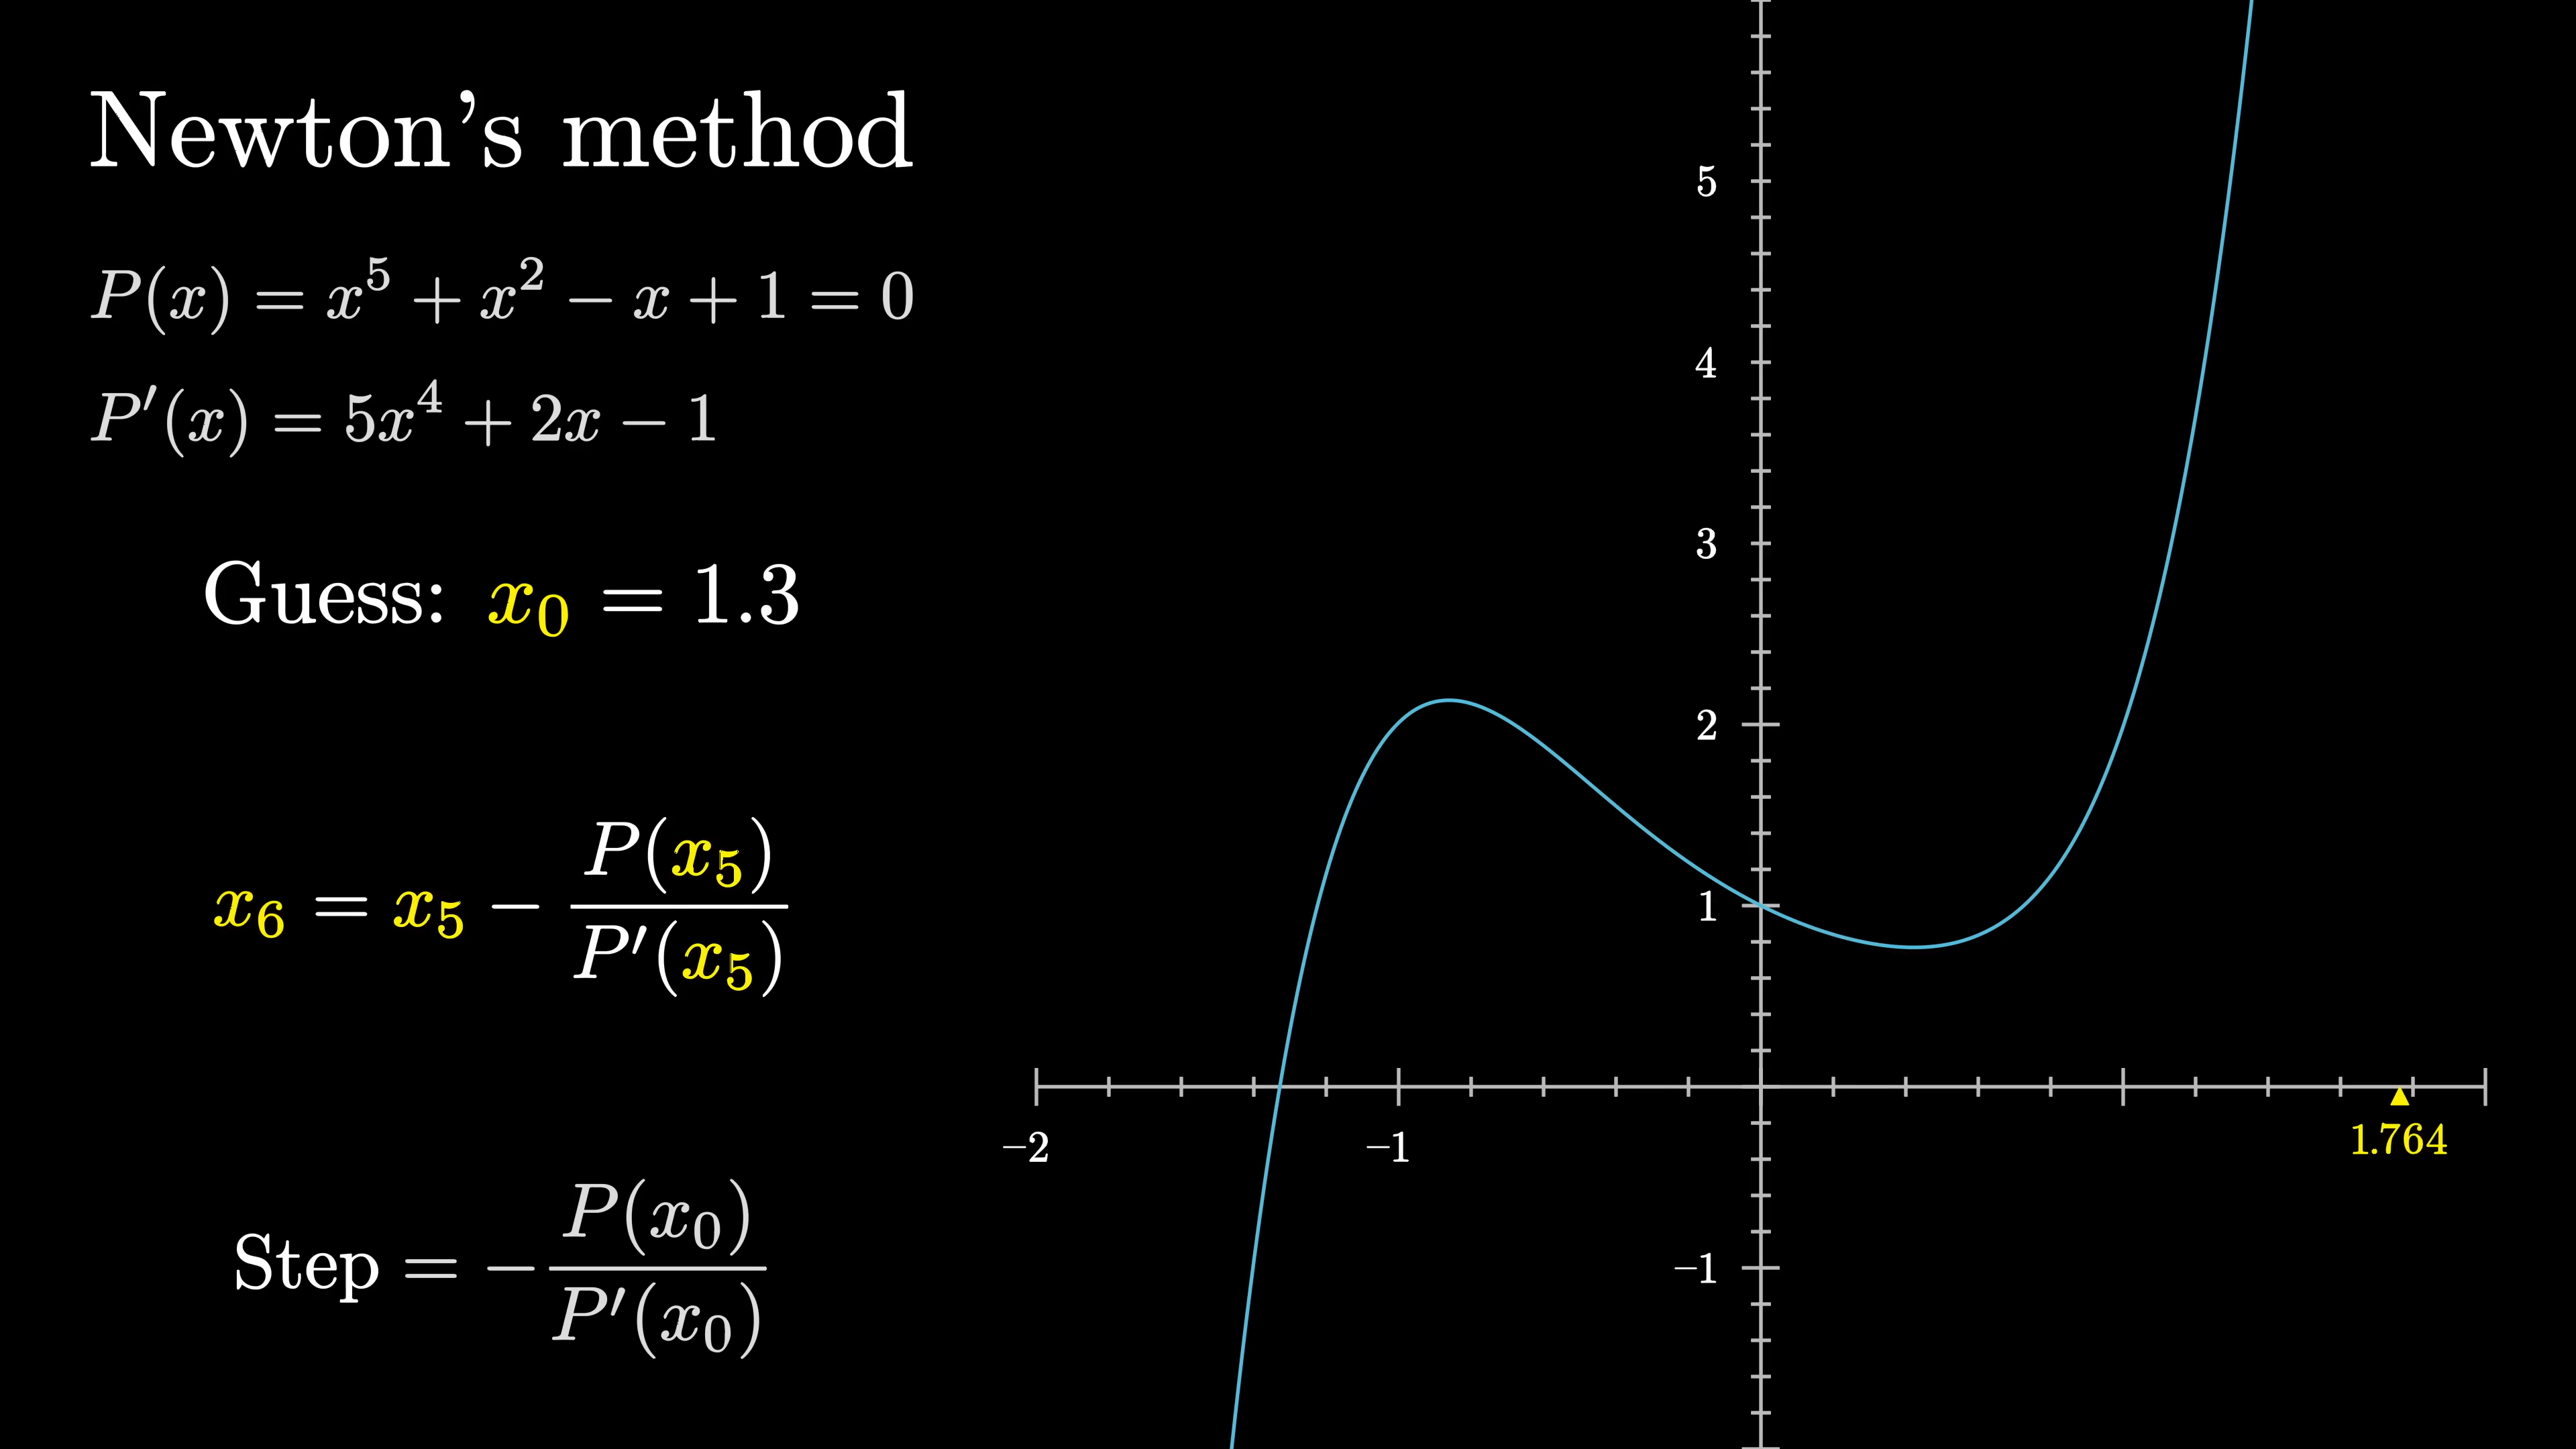 Newton's method
P(x) = x^5 + x^2 − x + 1 = 0
P′(x) = 5x^4 + 2x − 1
Guess: x_0 = 1.3
x_6 = x_5 − P(x_5) / P′(x_5)
Step = − P(x_0) / P′(x_0)
5
4
3
2
1
−2
−1
1.764
−1